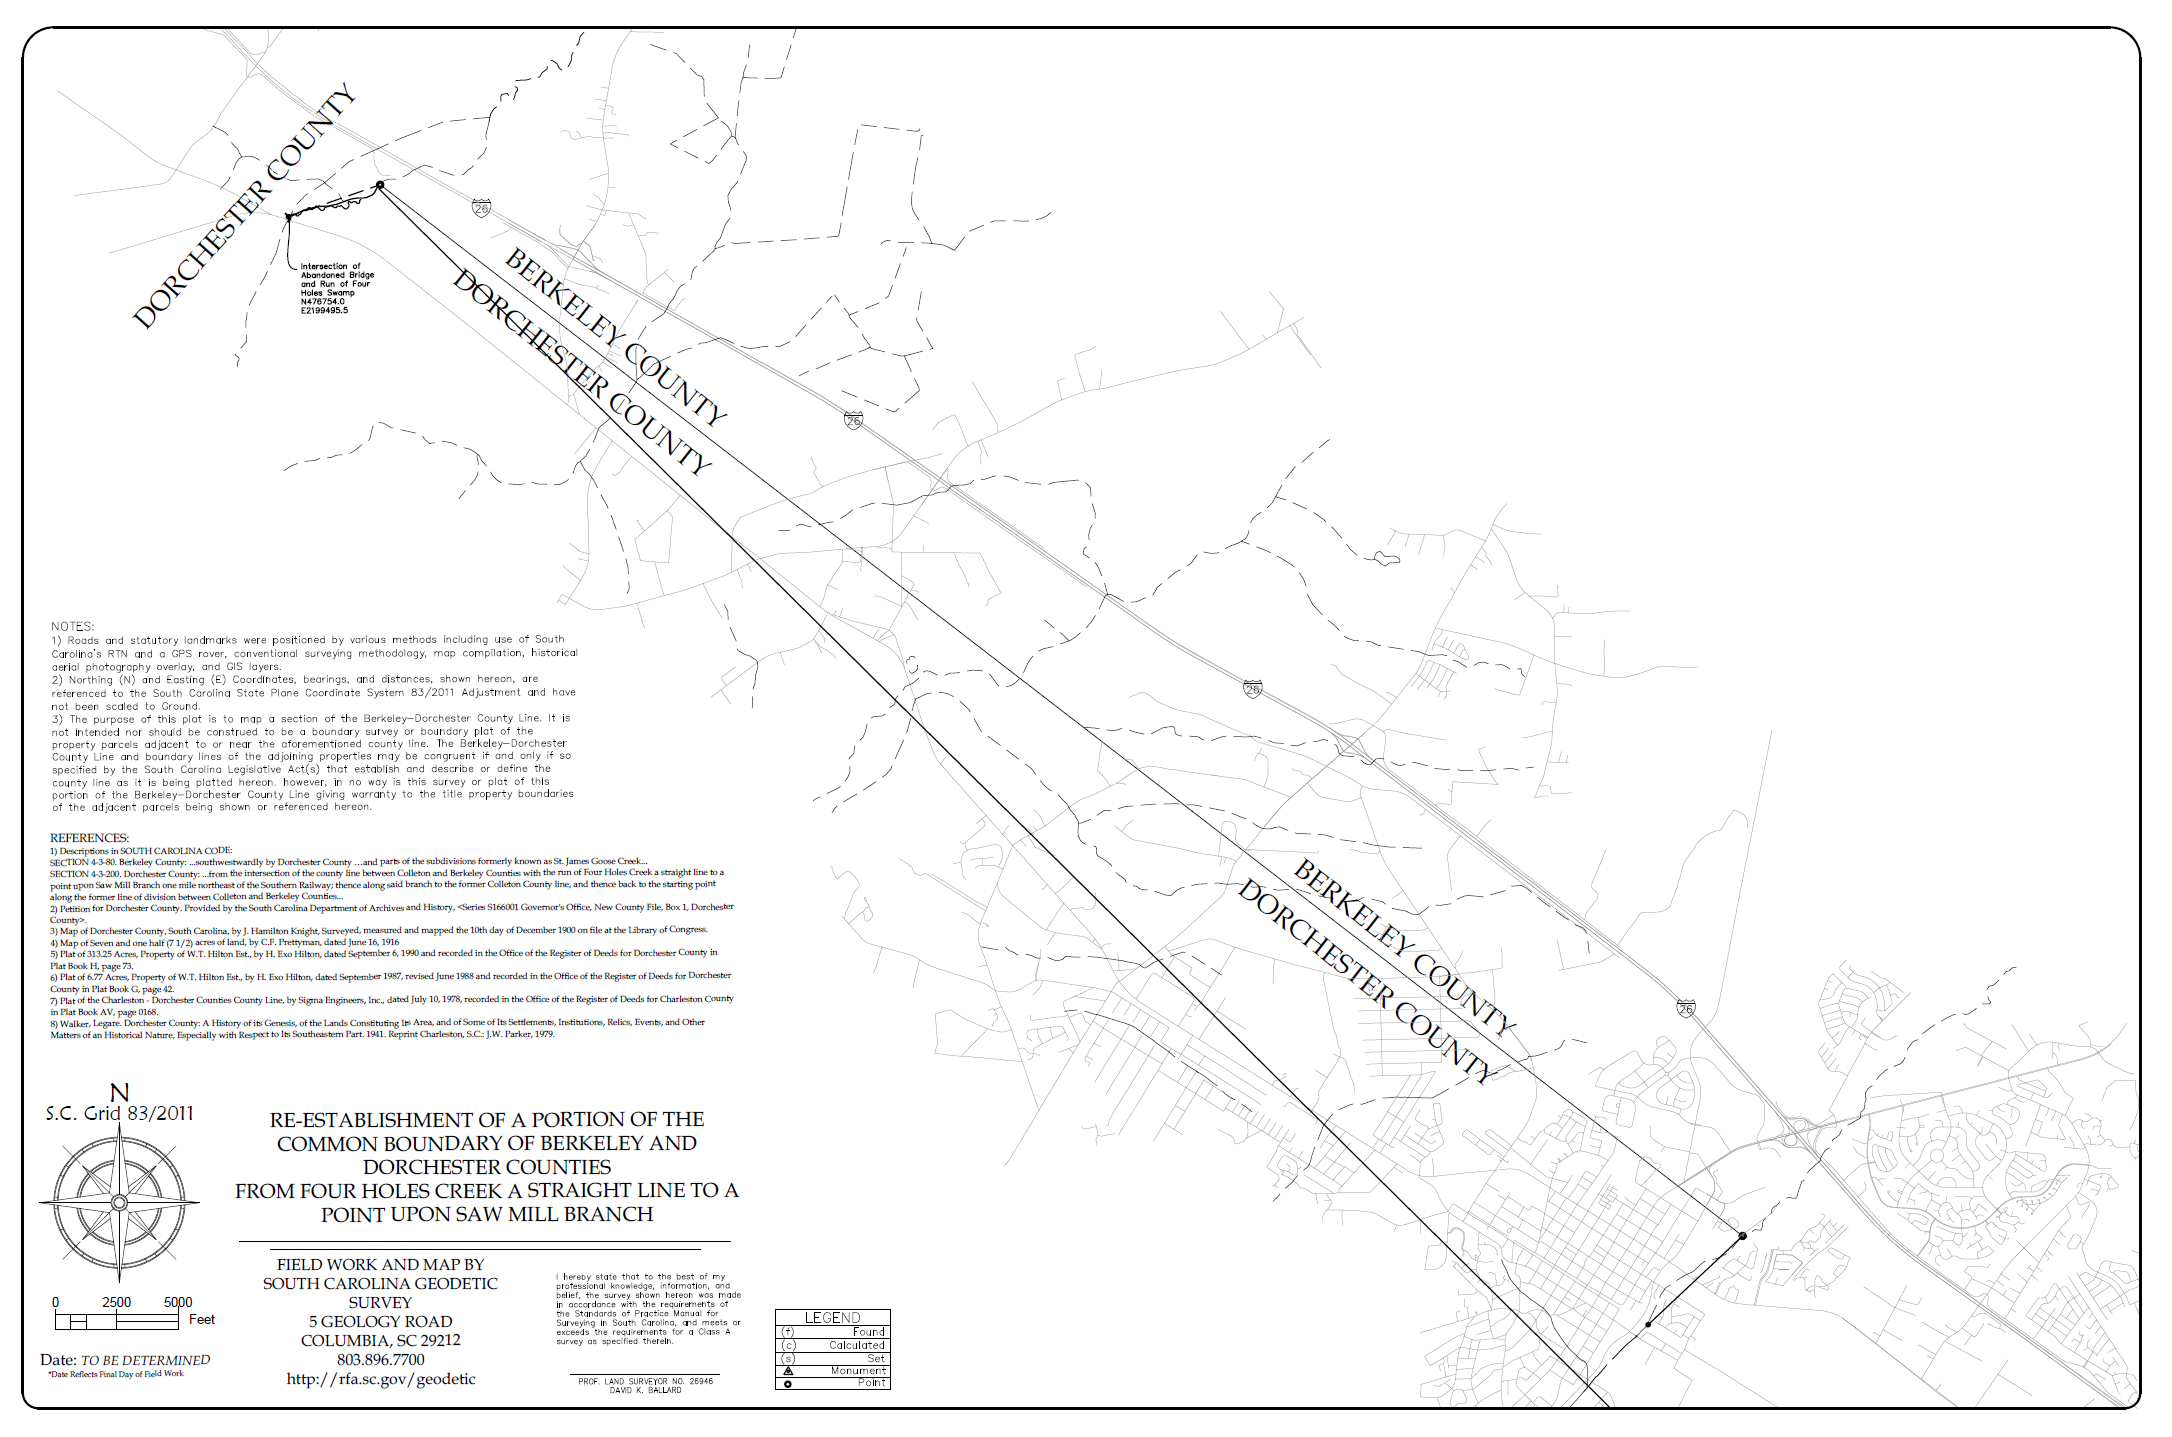 DORCHESTER COUNTY
26
Intersection of
Abandoned Bridge
and Run of Four
Holes Swamp
N476754.0
E2199495.5
BERKELEY COUNTY
DORCHESTER COUNTY
26
26
BERKELEY COUNTY
DORCHESTER COUNTY
26
NOTES:
1) Roads and statutory landmarks were positioned by various methods including use of South
Carolina's RTN and a GPS rover, conventional surveying methodology, map compilation, historical
aerial photography overlay, and GIS layers.
2) Northing (N) and Easting (E) Coordinates, bearings, and distances, shown hereon, are
referenced to the South Carolina State Plane Coordinate System 83/2011 Adjustment and have
not been scaled to Ground.
3) The purpose of this plat is to map a section of the Berkeley-Dorchester County Line. It is
not intended nor should be construed to be a boundary survey or boundary plat of the
property parcels adjacent to or near the aforementioned county line. The Berkeley-Dorchester
County Line and boundary lines of the adjoining properties may be congruent if and only if so
specified by the South Carolina Legislative Act(s) that establish and describe or define the
county line as it is being platted hereon. however, in no way is this survey or plat of this
portion of the Berkeley-Dorchester County Line giving warranty to the title property boundaries
of the adjacent parcels being shown or referenced hereon.
REFERENCES:
1) Descriptions in SOUTH CAROLINA CODE:
SECTION 4-3-80. Berkeley County: ...southwestwardly by Dorchester County …and parts of the subdivisions formerly known as St. James Goose Creek...
SECTION 4-3-200. Dorchester County: ...from the intersection of the county line between Colleton and Berkeley Counties with the run of Four Holes Creek a straight line to a
point upon Saw Mill Branch one mile northeast of the Southern Railway; thence along said branch to the former Colleton County line, and thence back to the starting point
along the former line of division between Colleton and Berkeley Counties...
2) Petition for Dorchester County. Provided by the South Carolina Department of Archives and History, <Series S166001 Governor's Office, New County File, Box 1, Dorchester
County>.
3) Map of Dorchester County, South Carolina, by J. Hamilton Knight, Surveyed, measured and mapped the 10th day of December 1900 on file at the Library of Congress.
4) Map of Seven and one half (7 1/2) acres of land, by C.F. Prettyman, dated June 16, 1916
5) Plat of 313.25 Acres, Property of W.T. Hilton Est., by H. Exo Hilton, dated September 6, 1990 and recorded in the Office of the Register of Deeds for Dorchester County in
Plat Book H, page 73.
6) Plat of 6.77 Acres, Property of W.T. Hilton Est., by H. Exo Hilton, dated September 1987, revised June 1988 and recorded in the Office of the Register of Deeds for Dorchester
County in Plat Book G, page 42.
7) Plat of the Charleston - Dorchester Counties County Line, by Sigma Engineers, Inc., dated July 10, 1978, recorded in the Office of the Register of Deeds for Charleston County
in Plat Book AV, page 0168.
8) Walker, Legare. Dorchester County: A History of its Genesis, of the Lands Constituting Its Area, and of Some of Its Settlements, Institutions, Relics, Events, and Other
Matters of an Historical Nature, Especially with Respect to Its Southeastern Part. 1941. Reprint Charleston, S.C.: J.W. Parker, 1979.
N
S.C. Grid 83/2011
0 2500 5000
Feet
Date: TO BE DETERMINED
*Date Reflects Final Day of Field Work
RE-ESTABLISHMENT OF A PORTION OF THE
COMMON BOUNDARY OF BERKELEY AND
DORCHESTER COUNTIES
FROM FOUR HOLES CREEK A STRAIGHT LINE TO A
POINT UPON SAW MILL BRANCH
FIELD WORK AND MAP BY
SOUTH CAROLINA GEODETIC
SURVEY
5 GEOLOGY ROAD
COLUMBIA, SC 29212
803.896.7700
http://rfa.sc.gov/geodetic
I hereby state that to the best of my
professional knowledge, information, and
belief, the survey shown hereon was made
in accordance with the requirements of
the Standards of Practice Manual for
Surveying in South Carolina, and meets or
exceeds the requirements for a Class A
survey as specified therein.
PROF. LAND SURVEYOR NO. 26946
DAVID K. BALLARD
LEGEND
(f) Found
(c) Calculated
(s) Set
Monument
Point